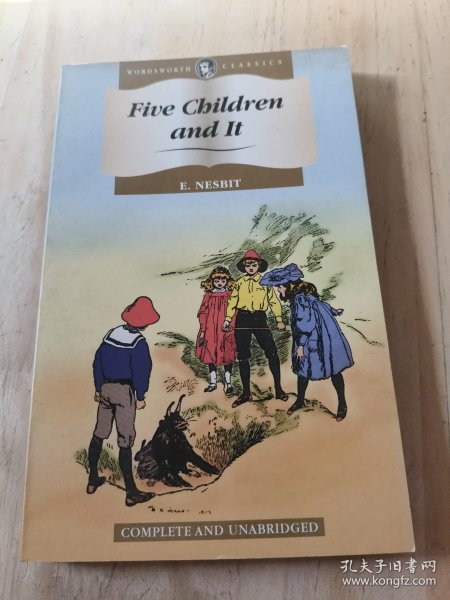 WORDSWORTH CLASSICS
Five Children
and It
E. NESBIT
COMPLETE AND UNABRIDGED
孔夫子旧书网
www.kongfz.com